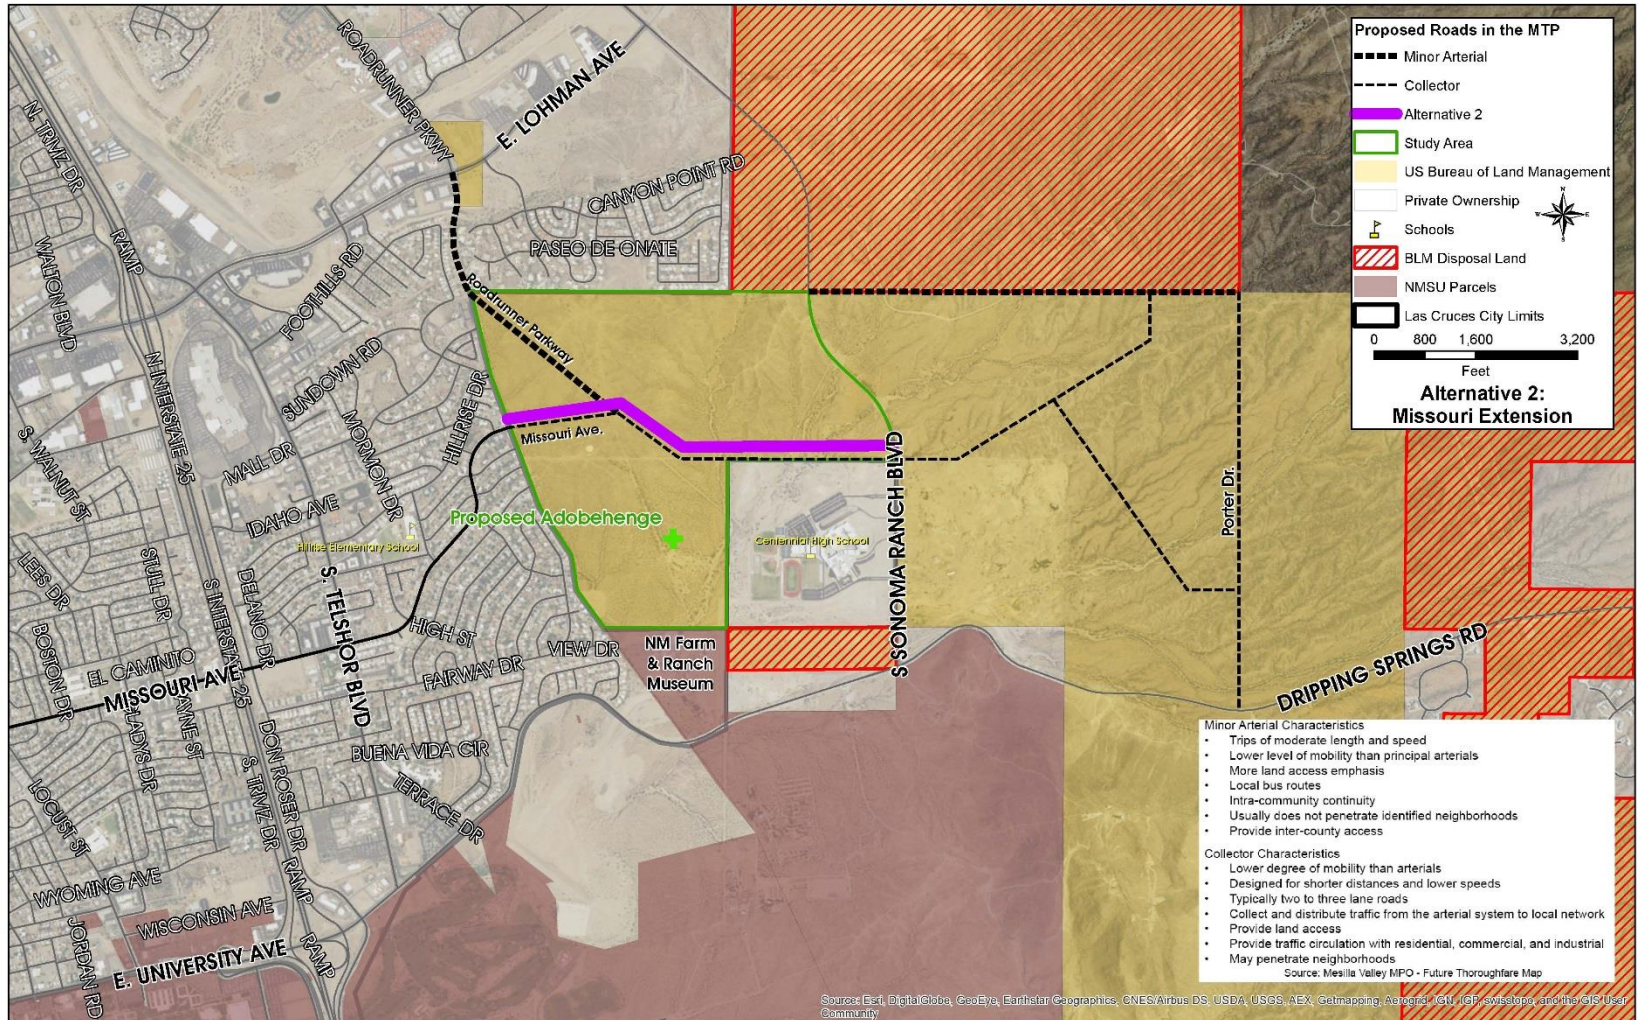 ROADRUNNER PKWY
E. LOHMAN AVE
N. TRIVIZ DR
CANYON POINT RD
PASEO DE ONATE
WALTON BLVD
RAMP
FOOTHILLS RD
Roadrunner Parkway
N INTERSTATE 25
SUNDOWN RD
HILLRISE DR
MORMON DR
MALL DR
Missouri Ave.
S. WALNUT ST
IDAHO AVE
S SONOMA RANCH BLVD
Porter Dr.
Proposed Adobehenge
Hillrise Elementary School
Centennial High School
LEES DR
STULL DR
S INTERSTATE 25
DELANO DR
S. TELSHOR BLVD
HIGH ST
VIEW DR
NM Farm
& Ranch
Museum
BOSTON DR
EL CAMINITO
MISSOURI AVE
FAIRWAY DR
DRIPPING SPRINGS RD
GLADYS DR
WAYNE ST
DON ROSER DR
S. TRIVIZ DR
BUENA VIDA CIR
TERRACE DR
LOCUST ST
RAMP
WYOMING AVE
WISCONSIN AVE
JORDAN RD
E. UNIVERSITY AVE
RAMP
Proposed Roads in the MTP
Minor Arterial
Collector
Alternative 2
Study Area
US Bureau of Land Management
Private Ownership
N
W
E
S
Schools
BLM Disposal Land
NMSU Parcels
Las Cruces City Limits
0 800 1,600 3,200
Feet
Alternative 2:
Missouri Extension
Minor Arterial Characteristics
• Trips of moderate length and speed
• Lower level of mobility than principal arterials
• More land access emphasis
• Local bus routes
• Intra-community continuity
• Usually does not penetrate identified neighborhoods
• Provide inter-county access
Collector Characteristics
• Lower degree of mobility than arterials
• Designed for shorter distances and lower speeds
• Typically two to three lane roads
• Collect and distribute traffic from the arterial system to local network
• Provide land access
• Provide traffic circulation with residential, commercial, and industrial
• May penetrate neighborhoods
Source: Mesilla Valley MPO - Future Thoroughfare Map
Source: Esri, DigitalGlobe, GeoEye, Earthstar Geographics, CNES/Airbus DS, USDA, USGS, AEX, Getmapping, Aerogrid, IGN, IGP, swisstopo, and the GIS User
Community